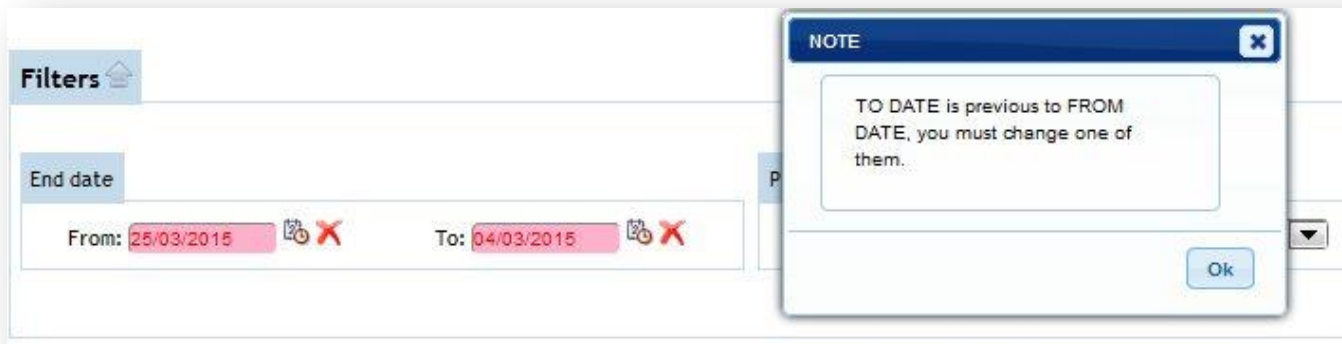 Filters
End date
From: 25/03/2015 To: 04/03/2015
P
NOTE
TO DATE is previous to FROM
DATE, you must change one of
them.
Ok